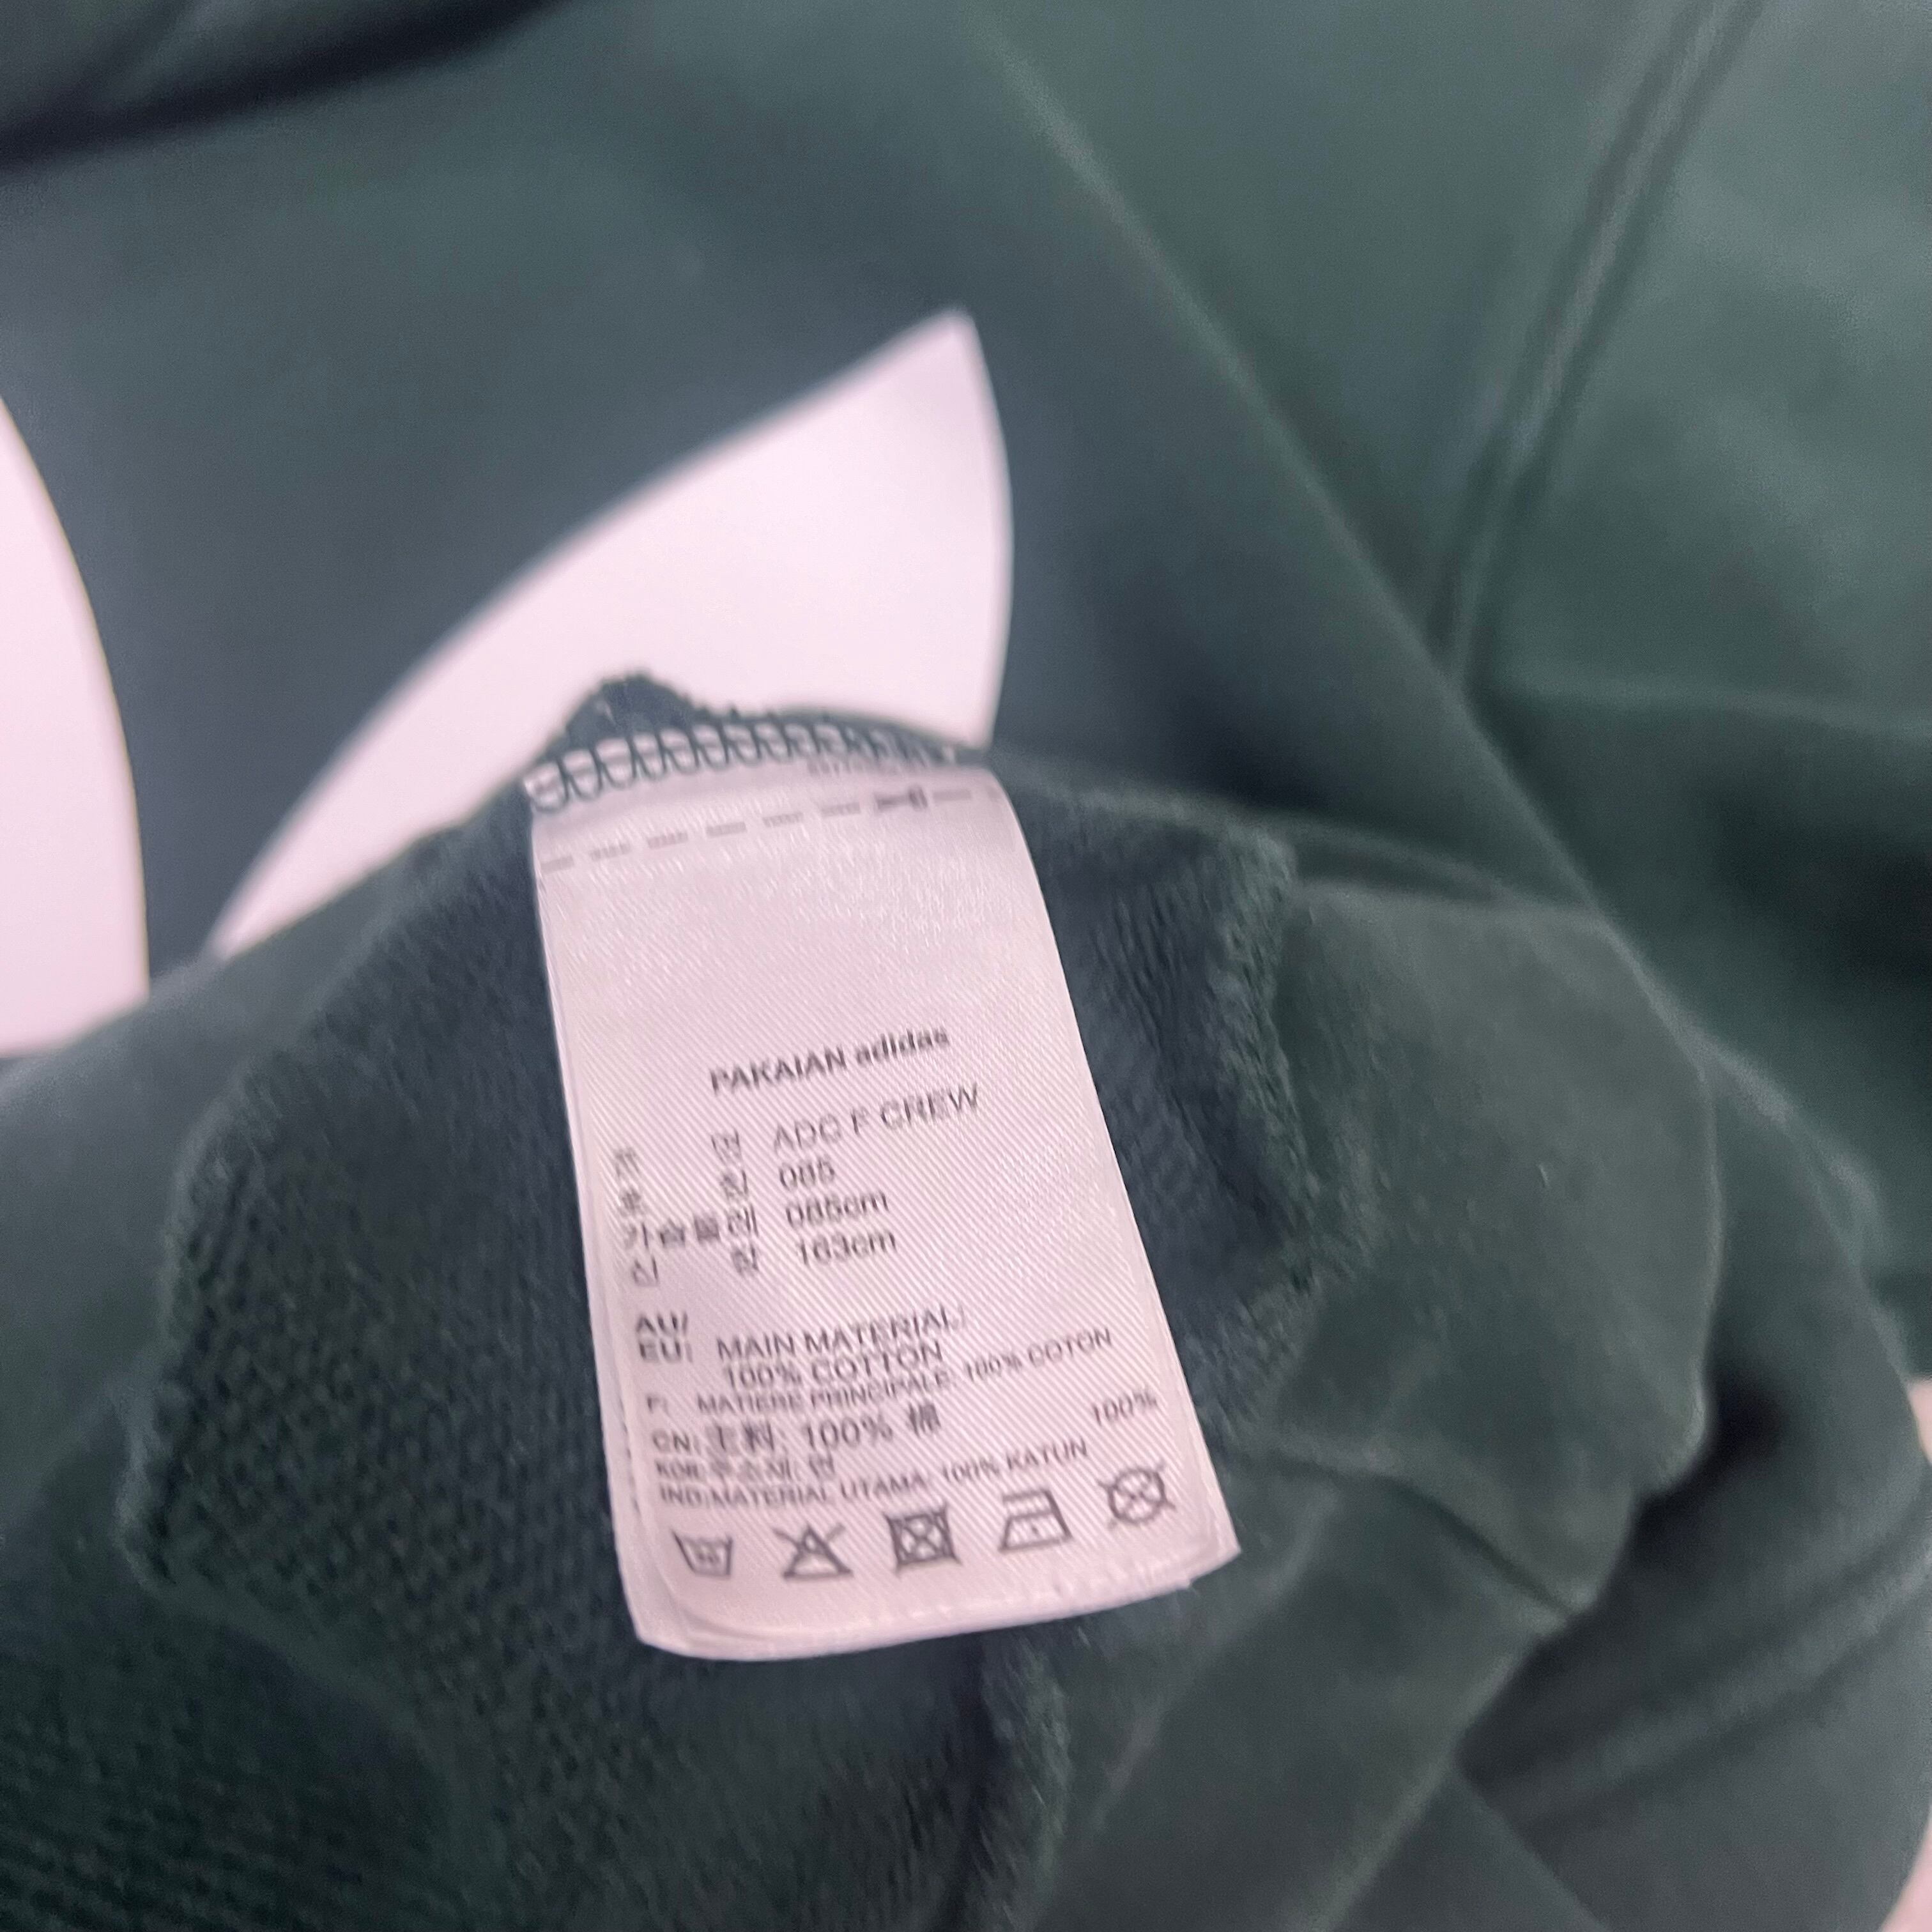 PAKAIAN adidas
품 명 ADC F CREW
호 칭 085
가슴둘레 085cm
신 장 163cm
AU/
EU: MAIN MATERIAL:
100% COTTON
F: MATIERE PRINCIPALE: 100% COTON
CN: 主料: 100% 棉
100%
KOR: 주소재: 면
IND: MATERIAL UTAMA: 100% KATUN